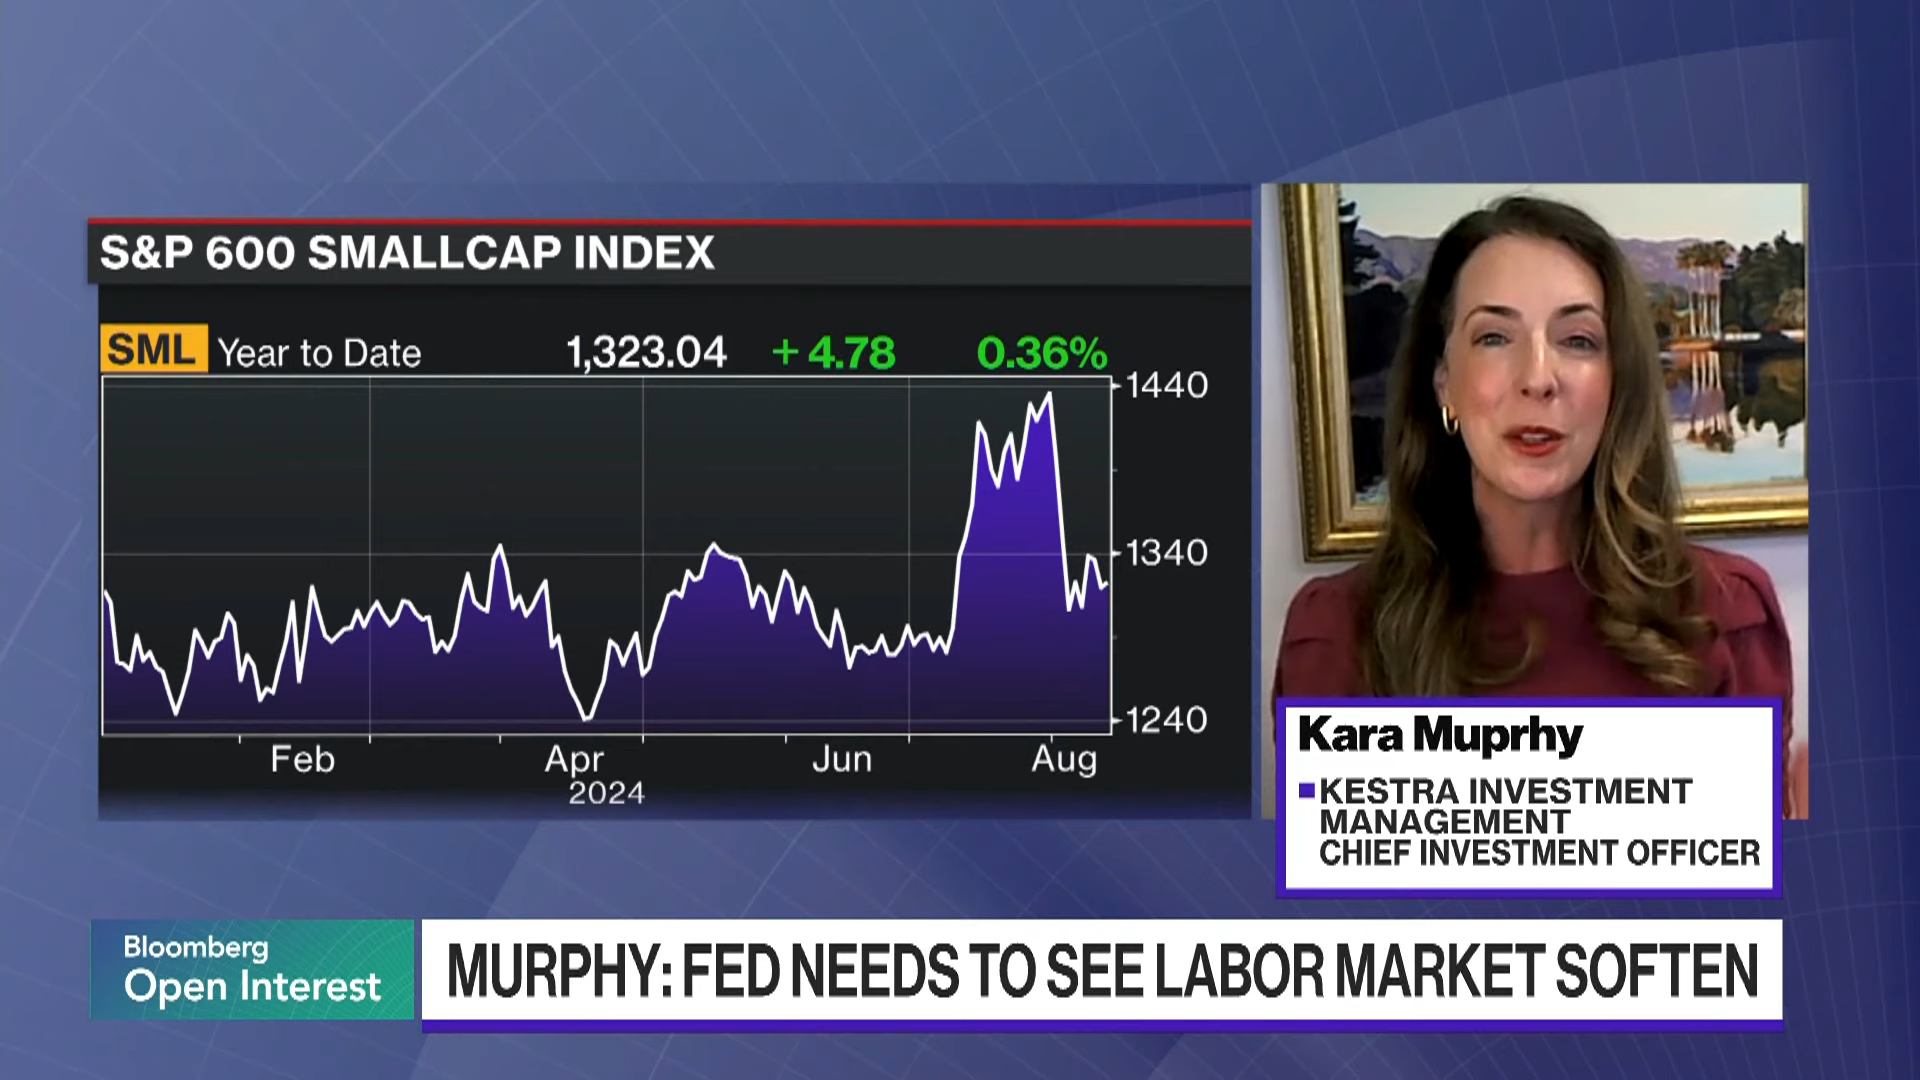 S&P 600 SMALLCAP INDEX
SML Year to Date 1,323.04 + 4.78 0.36%
1440
1340
1240
Feb Apr Jun Aug
2024
Kara Muprhy
KESTRA INVESTMENT
MANAGEMENT
CHIEF INVESTMENT OFFICER
Bloomberg
Open Interest
MURPHY: FED NEEDS TO SEE LABOR MARKET SOFTEN